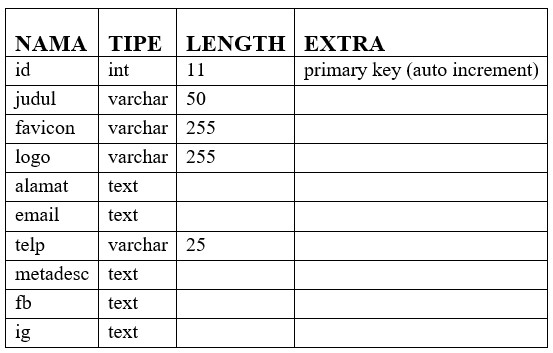 NAMA TIPE LENGTH EXTRA
id int 11 primary key (auto increment)
judul varchar 50
favicon varchar 255
logo varchar 255
alamat text
email text
telp varchar 25
metadesc text
fb text
ig text